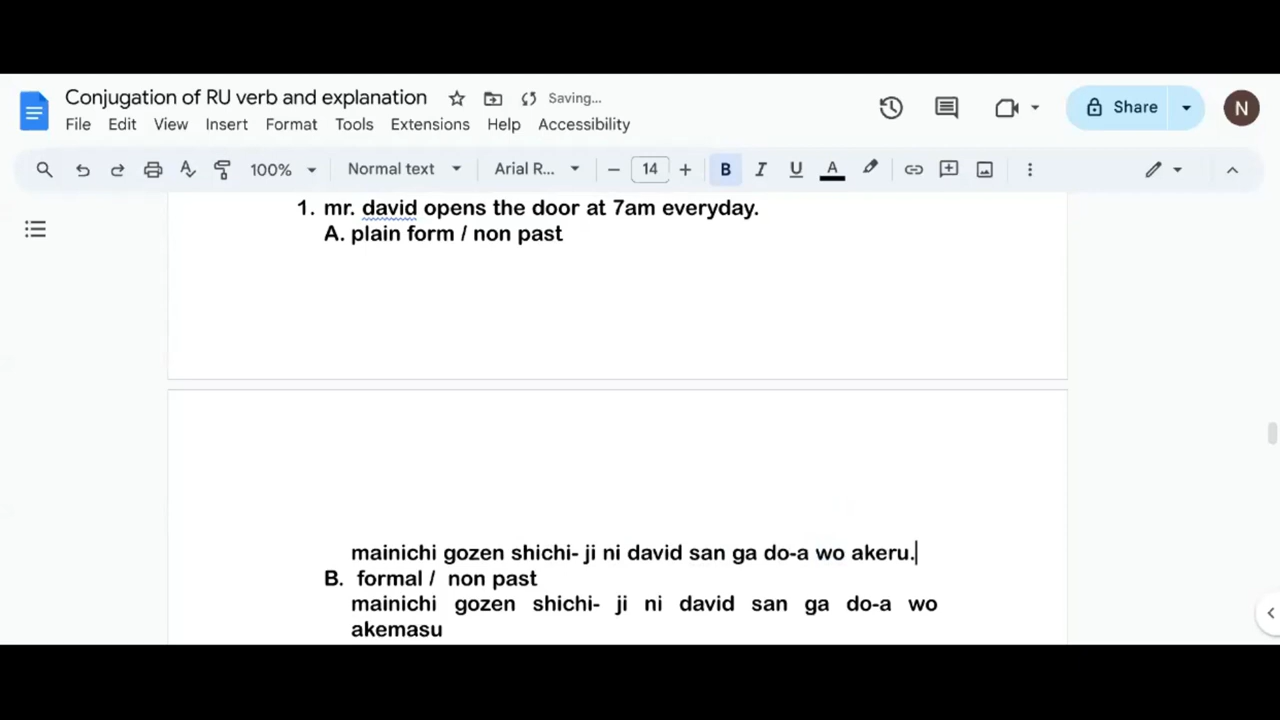 Conjugation of RU verb and explanation
Saving...
File Edit View Insert Format Tools Extensions Help Accessibility
Share
N
100% Normal text Arial R... 14 B I U A
1. mr. david opens the door at 7am everyday.
A. plain form / non past
mainichi gozen shichi- ji ni david san ga do-a wo akeru.
B. formal / non past
mainichi gozen shichi- ji ni david san ga do-a wo
akemasu